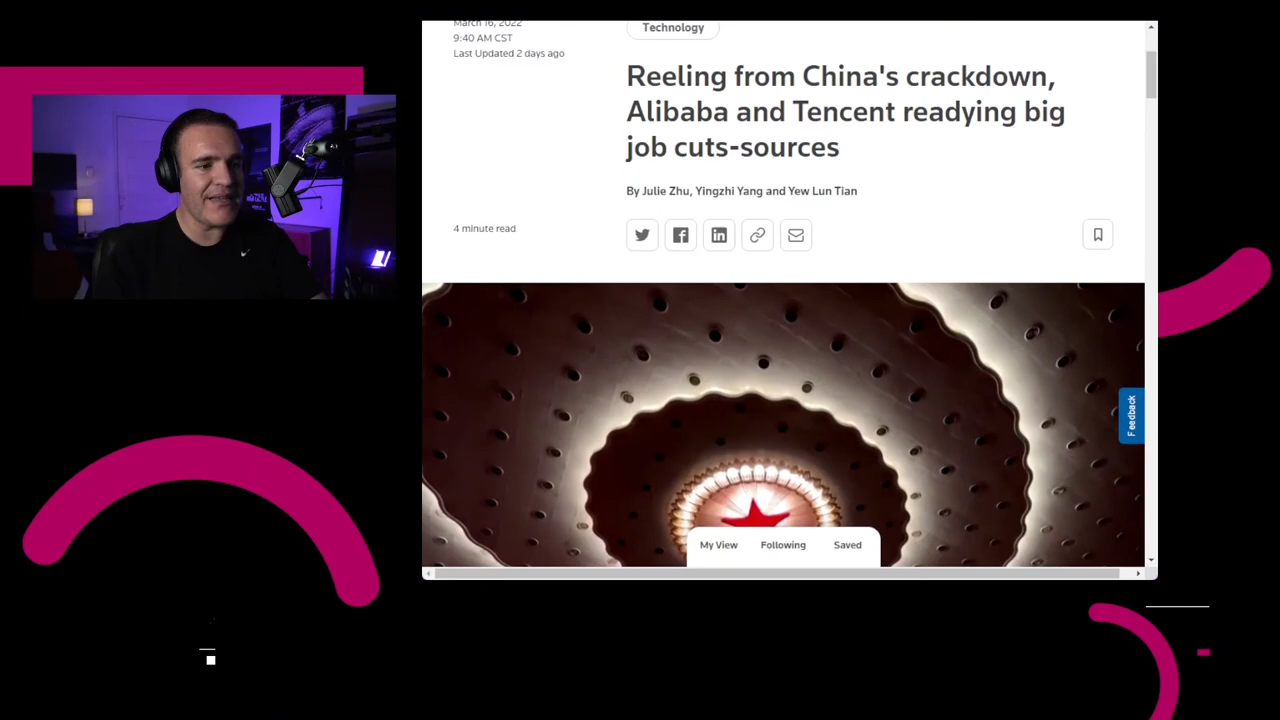 March 16, 2022
9:40 AM CST
Last Updated 2 days ago
Technology
Reeling from China's crackdown,
Alibaba and Tencent readying big
job cuts-sources
By Julie Zhu, Yingzhi Yang and Yew Lun Tian
4 minute read
Feedback
My View Following Saved